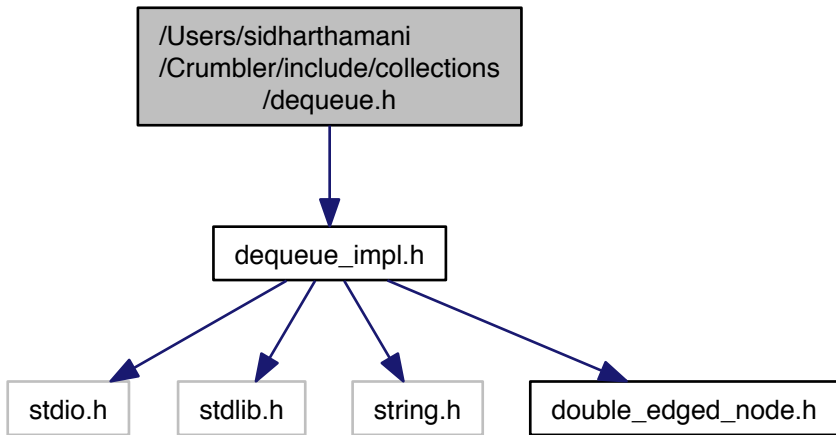 /Users/sidharthamani
/Crumbler/include/collections
/dequeue.h
dequeue_impl.h
stdio.h
stdlib.h
string.h
double_edged_node.h